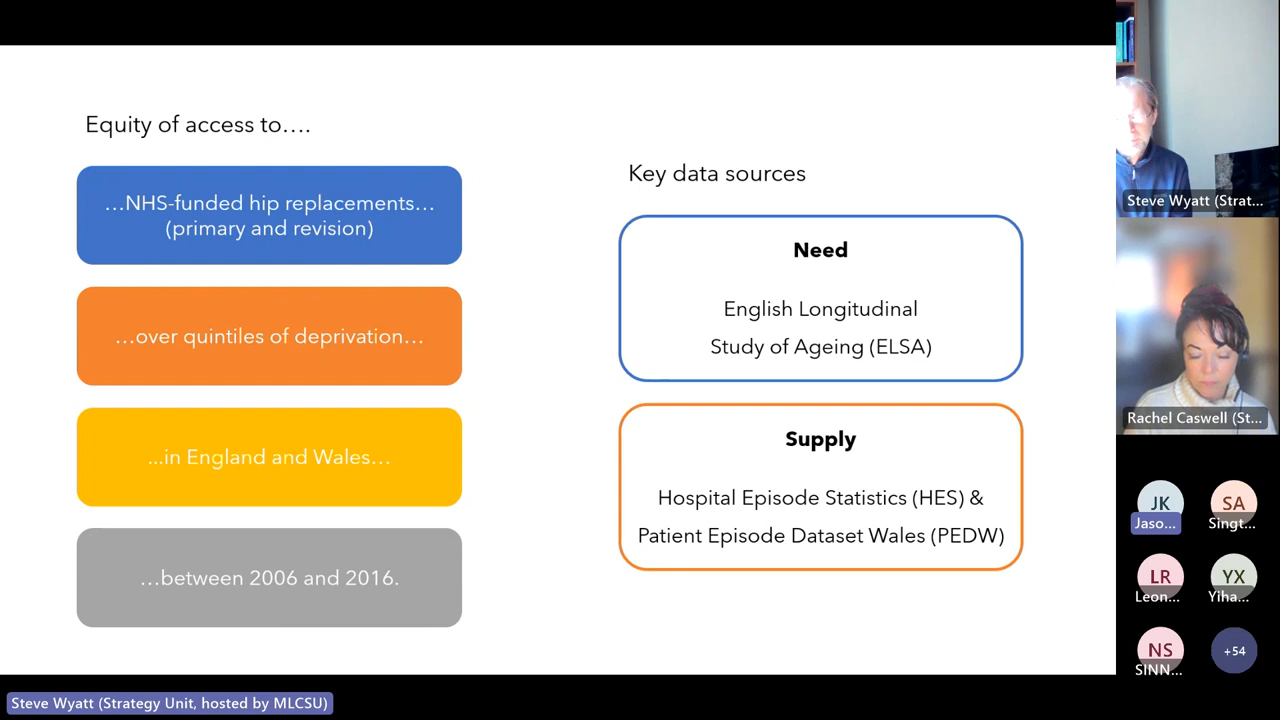 Equity of access to….
…NHS-funded hip replacements…
(primary and revision)
…over quintiles of deprivation…
...in England and Wales…
…between 2006 and 2016.
Key data sources
Need
English Longitudinal
Study of Ageing (ELSA)
Supply
Hospital Episode Statistics (HES) &
Patient Episode Dataset Wales (PEDW)
Steve Wyatt (Strat...
Rachel Caswell (St...
JK
Jaso...
SA
Singt...
LR
Leon...
YX
Yiha...
NS
SINN...
+54
Steve Wyatt (Strategy Unit, hosted by MLCSU)